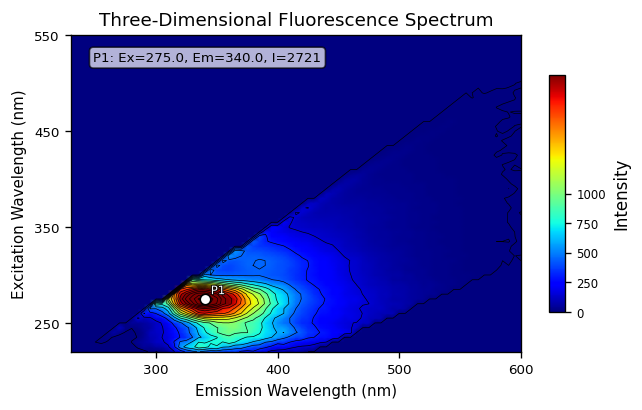 Three-Dimensional Fluorescence Spectrum
P1: Ex=275.0, Em=340.0, I=2721
550
450
350
250
Excitation Wavelength (nm)
P1
300
400
500
600
Emission Wavelength (nm)
1000
750
500
250
0
Intensity